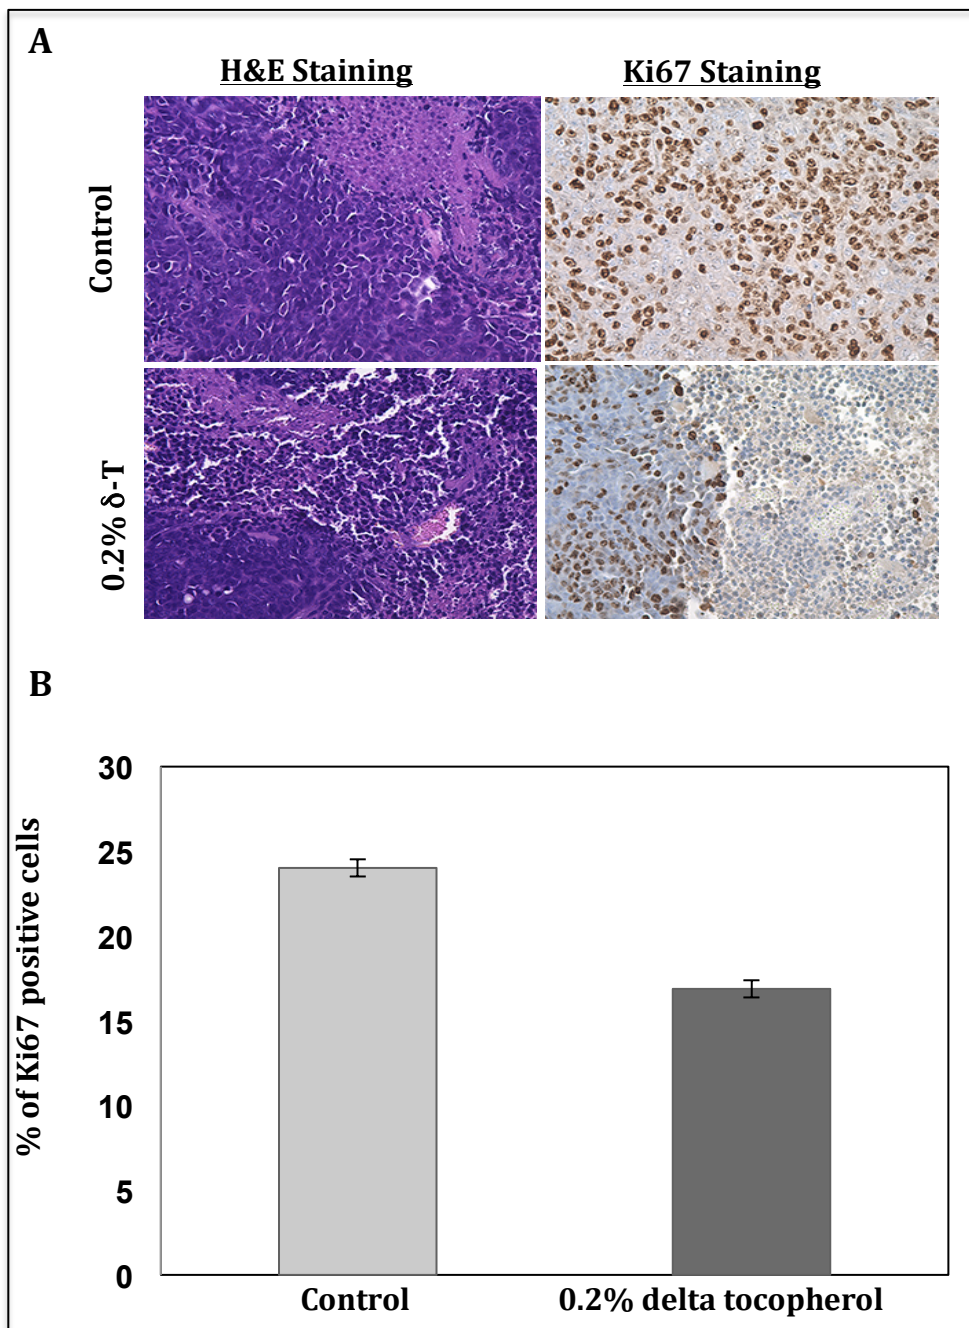 A
H&E Staining
Ki67 Staining
Control
0.2% δ-T
B
% of Ki67 positive cells
30
25
20
15
10
5
0
Control
0.2% delta tocopherol